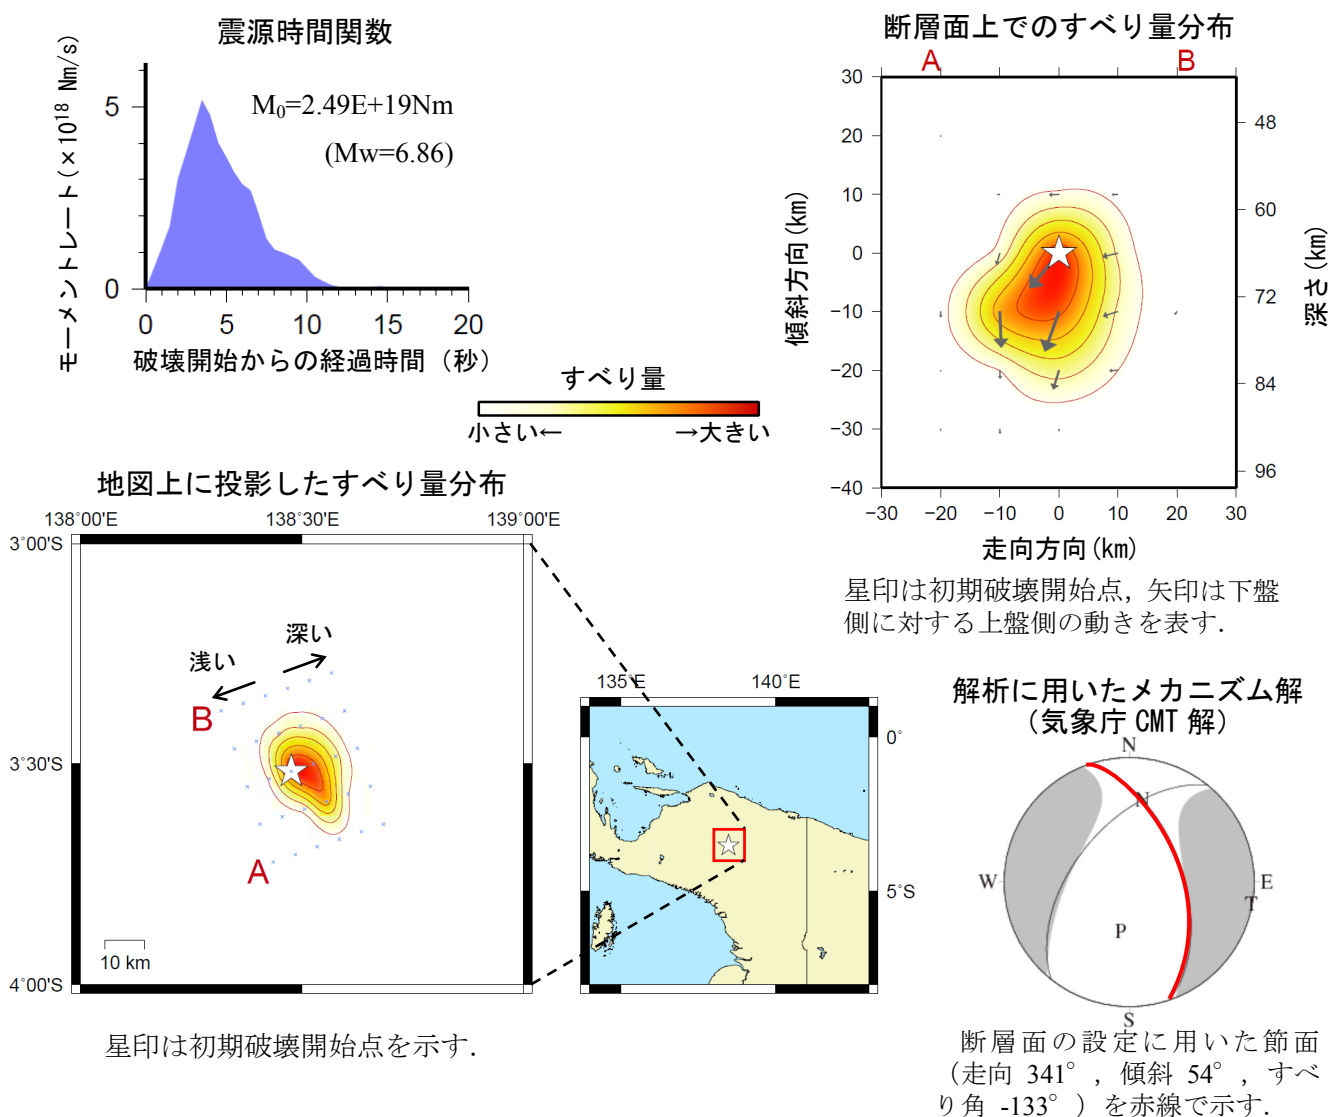 震源時間関数
モーメントレート(×10¹⁸ Nm/s)
5
0
M₀=2.49E+19Nm
(Mw=6.86)
0 5 10 15 20
破壊開始からの経過時間 (秒)
断層面上でのすべり量分布
A B
30
20
10
0
−10
−20
−30
−40
傾斜方向(km)
48
60
72
84
96
深さ(km)
−30 −20 −10 0 10 20 30
走向方向(km)
星印は初期破壊開始点, 矢印は下盤
側に対する上盤側の動きを表す.
すべり量
小さい← →大きい
地図上に投影したすべり量分布
138°00'E 138°30'E 139°00'E
3°00'S
3°30'S
4°00'S
浅い
深い
B
A
10 km
星印は初期破壊開始点を示す.
135°E 140°E
0°
5°S
解析に用いたメカニズム解
(気象庁 CMT 解)
N
N
W E
T
P
S
断層面の設定に用いた節面
(走向 341°, 傾斜 54°, すべ
り角 -133°) を赤線で示す.